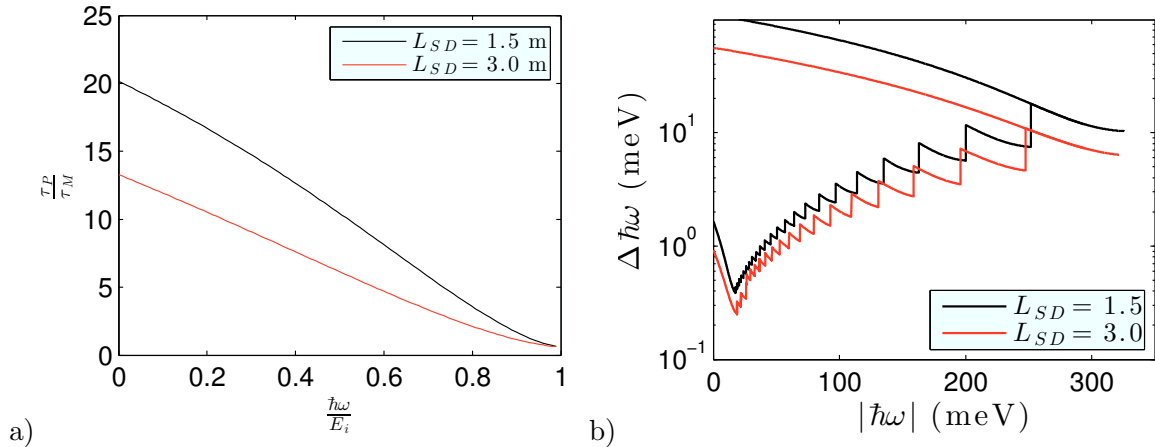 25
20
15
10
5
0
τ_P/τ_M
L_{SD} = 1.5 m
L_{SD} = 3.0 m
0 0.2 0.4 0.6 0.8 1
ħω/E_i
a)
10^1
10^0
10^{-1}
Δħω (meV)
L_{SD} = 1.5
L_{SD} = 3.0
0 100 200 300
|ħω| (meV)
b)